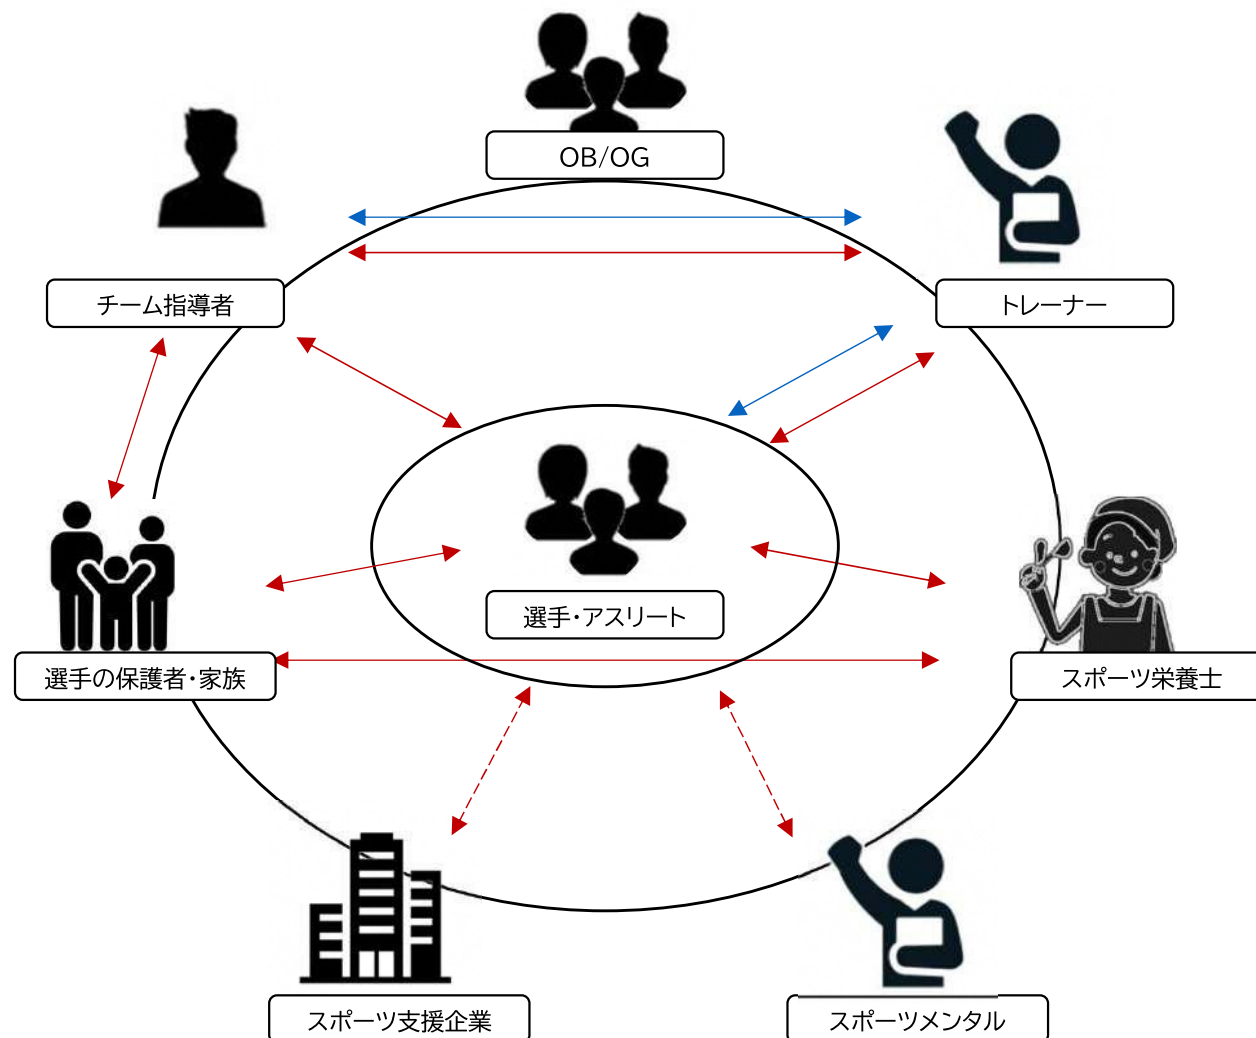 OB/OG
チーム指導者
トレーナー
選手・アスリート
選手の保護者・家族
スポーツ栄養士
スポーツ支援企業
スポーツメンタル